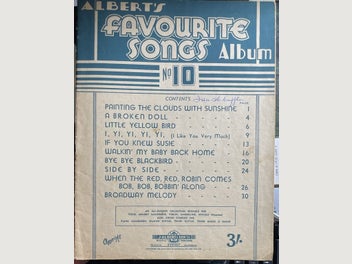 ALBERT'S
FAVOURITE
SONGS Album
No 10
CONTENTS
PAGE
PAINTING THE CLOUDS WITH SUNSHINE 1
A BROKEN DOLL 4
LITTLE YELLOW BIRD 6
I, YI, YI, YI, YI, (I Like You Very Much) 9
IF YOU KNEW SUSIE 13
WALKIN' MY BABY BACK HOME 16
BYE BYE BLACKBIRD 20
SIDE BY SIDE 24
WHEN THE RED, RED, ROBIN COMES
BOB, BOB, BOBBIN' ALONG 26
BROADWAY MELODY 30
3/-